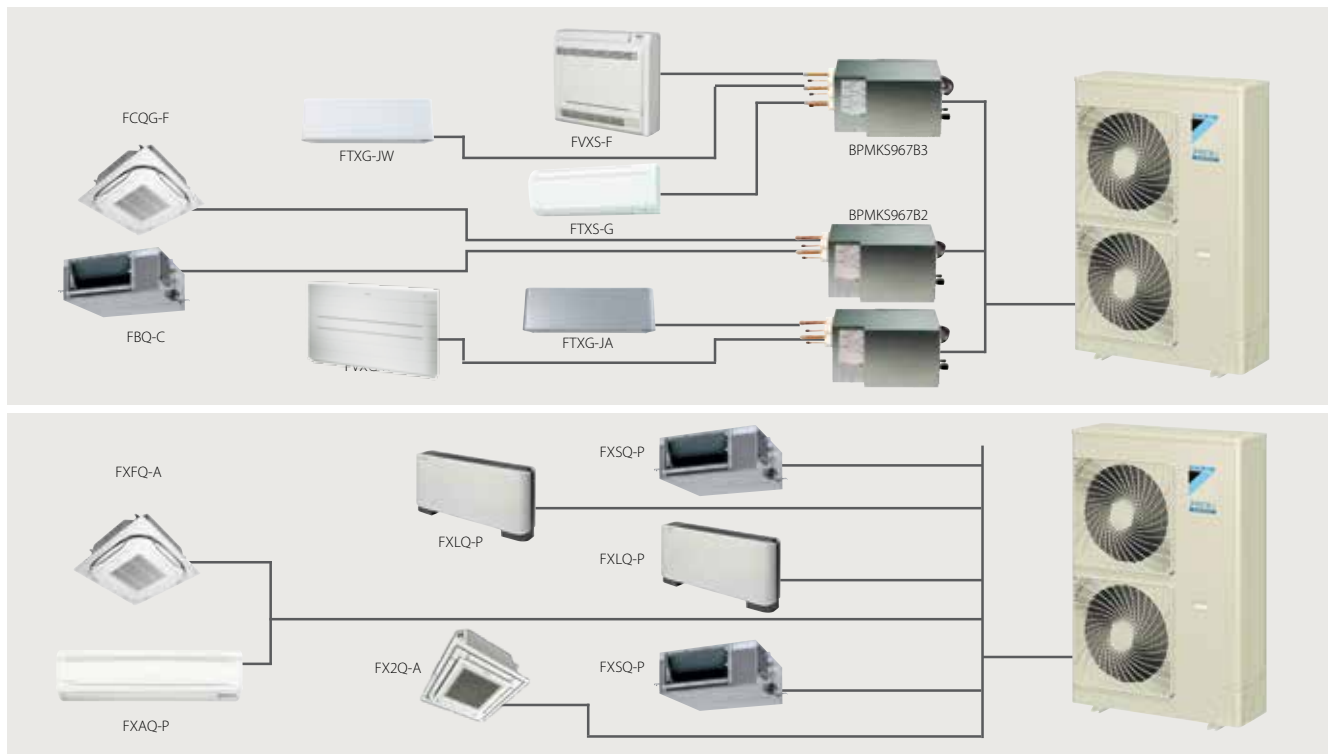 FCQG-F
FTXG-JW
FVXS-F
BPMKS967B3
FTXS-G
BPMKS967B2
FBQ-C
FTXG-JA
FXSQ-P
FXFQ-A
FXLQ-P
FXLQ-P
FX2Q-A
FXSQ-P
FXAQ-P